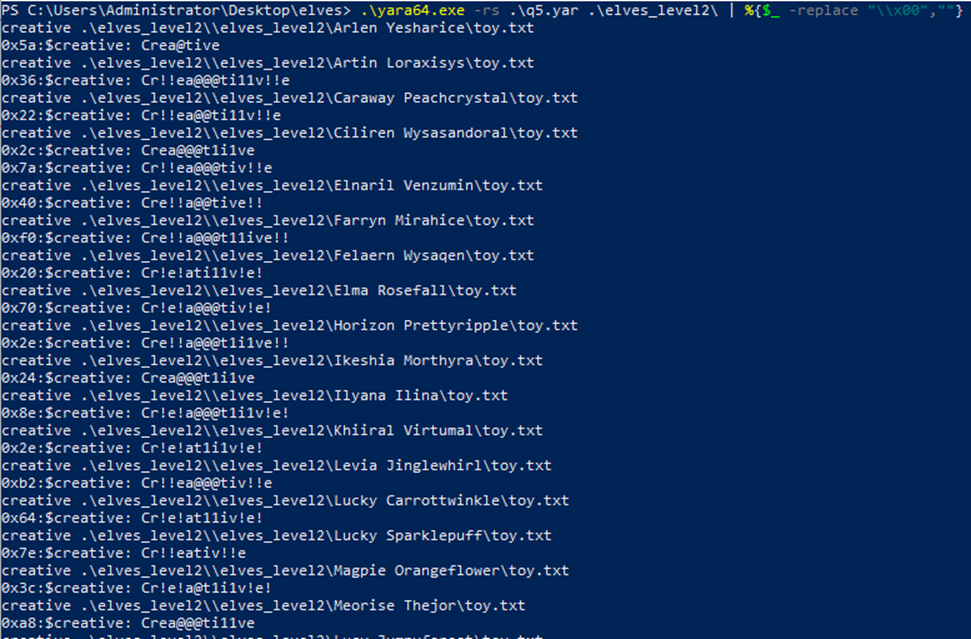 PS C:\Users\Administrator\Desktop\elves> .\yara64.exe -rs .\q5.yar .\elves_level2\ | %{$_ -replace "\\x00",""}
creative .\elves_level2\\elves_level2\Arlen Yesharice\toy.txt
0x5a:$creative: Crea@tive
creative .\elves_level2\\elves_level2\Artin Loraxisys\toy.txt
0x36:$creative: Cr!!ea@@@ti11v!!e
creative .\elves_level2\\elves_level2\Caraway Peachcrystal\toy.txt
0x22:$creative: Cr!!ea@@ti11v!!e
creative .\elves_level2\\elves_level2\Ciliren Wysasandoral\toy.txt
0x2c:$creative: Crea@@@t1i1ve
0x7a:$creative: Cr!!ea@@@tiv!!e
creative .\elves_level2\\elves_level2\Elnaril Venzumin\toy.txt
0x40:$creative: Cre!!a@@tive!!
creative .\elves_level2\\elves_level2\Farryn Mirahice\toy.txt
0xf0:$creative: Cre!!a@@@t11ive!!
creative .\elves_level2\\elves_level2\Felaern Wysaqen\toy.txt
0x20:$creative: Cr!e!ati11v!e!
creative .\elves_level2\\elves_level2\Elma Rosefall\toy.txt
0x70:$creative: Cr!e!a@@@tiv!e!
creative .\elves_level2\\elves_level2\Horizon Prettyripple\toy.txt
0x2e:$creative: Cre!!a@@@t1i1ve!!
creative .\elves_level2\\elves_level2\Ikeshia Morthyra\toy.txt
0x24:$creative: Crea@@@t1i1ve
creative .\elves_level2\\elves_level2\Ilyana Ilina\toy.txt
0x8e:$creative: Cr!e!a@@@t1i1v!e!
creative .\elves_level2\\elves_level2\Khiiral Virtumal\toy.txt
0x2e:$creative: Cr!e!at1i1v!e!
creative .\elves_level2\\elves_level2\Levia Jinglewhirl\toy.txt
0xb2:$creative: Cr!!ea@@@tiv!!e
creative .\elves_level2\\elves_level2\Lucky Carrottwinkle\toy.txt
0x64:$creative: Cr!e!at11iv!e!
creative .\elves_level2\\elves_level2\Lucky Sparklepuff\toy.txt
0x7e:$creative: Cr!!eativ!!e
creative .\elves_level2\\elves_level2\Magpie Orangeflower\toy.txt
0x3c:$creative: Cr!e!a@t1i1v!e!
creative .\elves_level2\\elves_level2\Meorise Thejor\toy.txt
0xa8:$creative: Crea@@@ti11ve